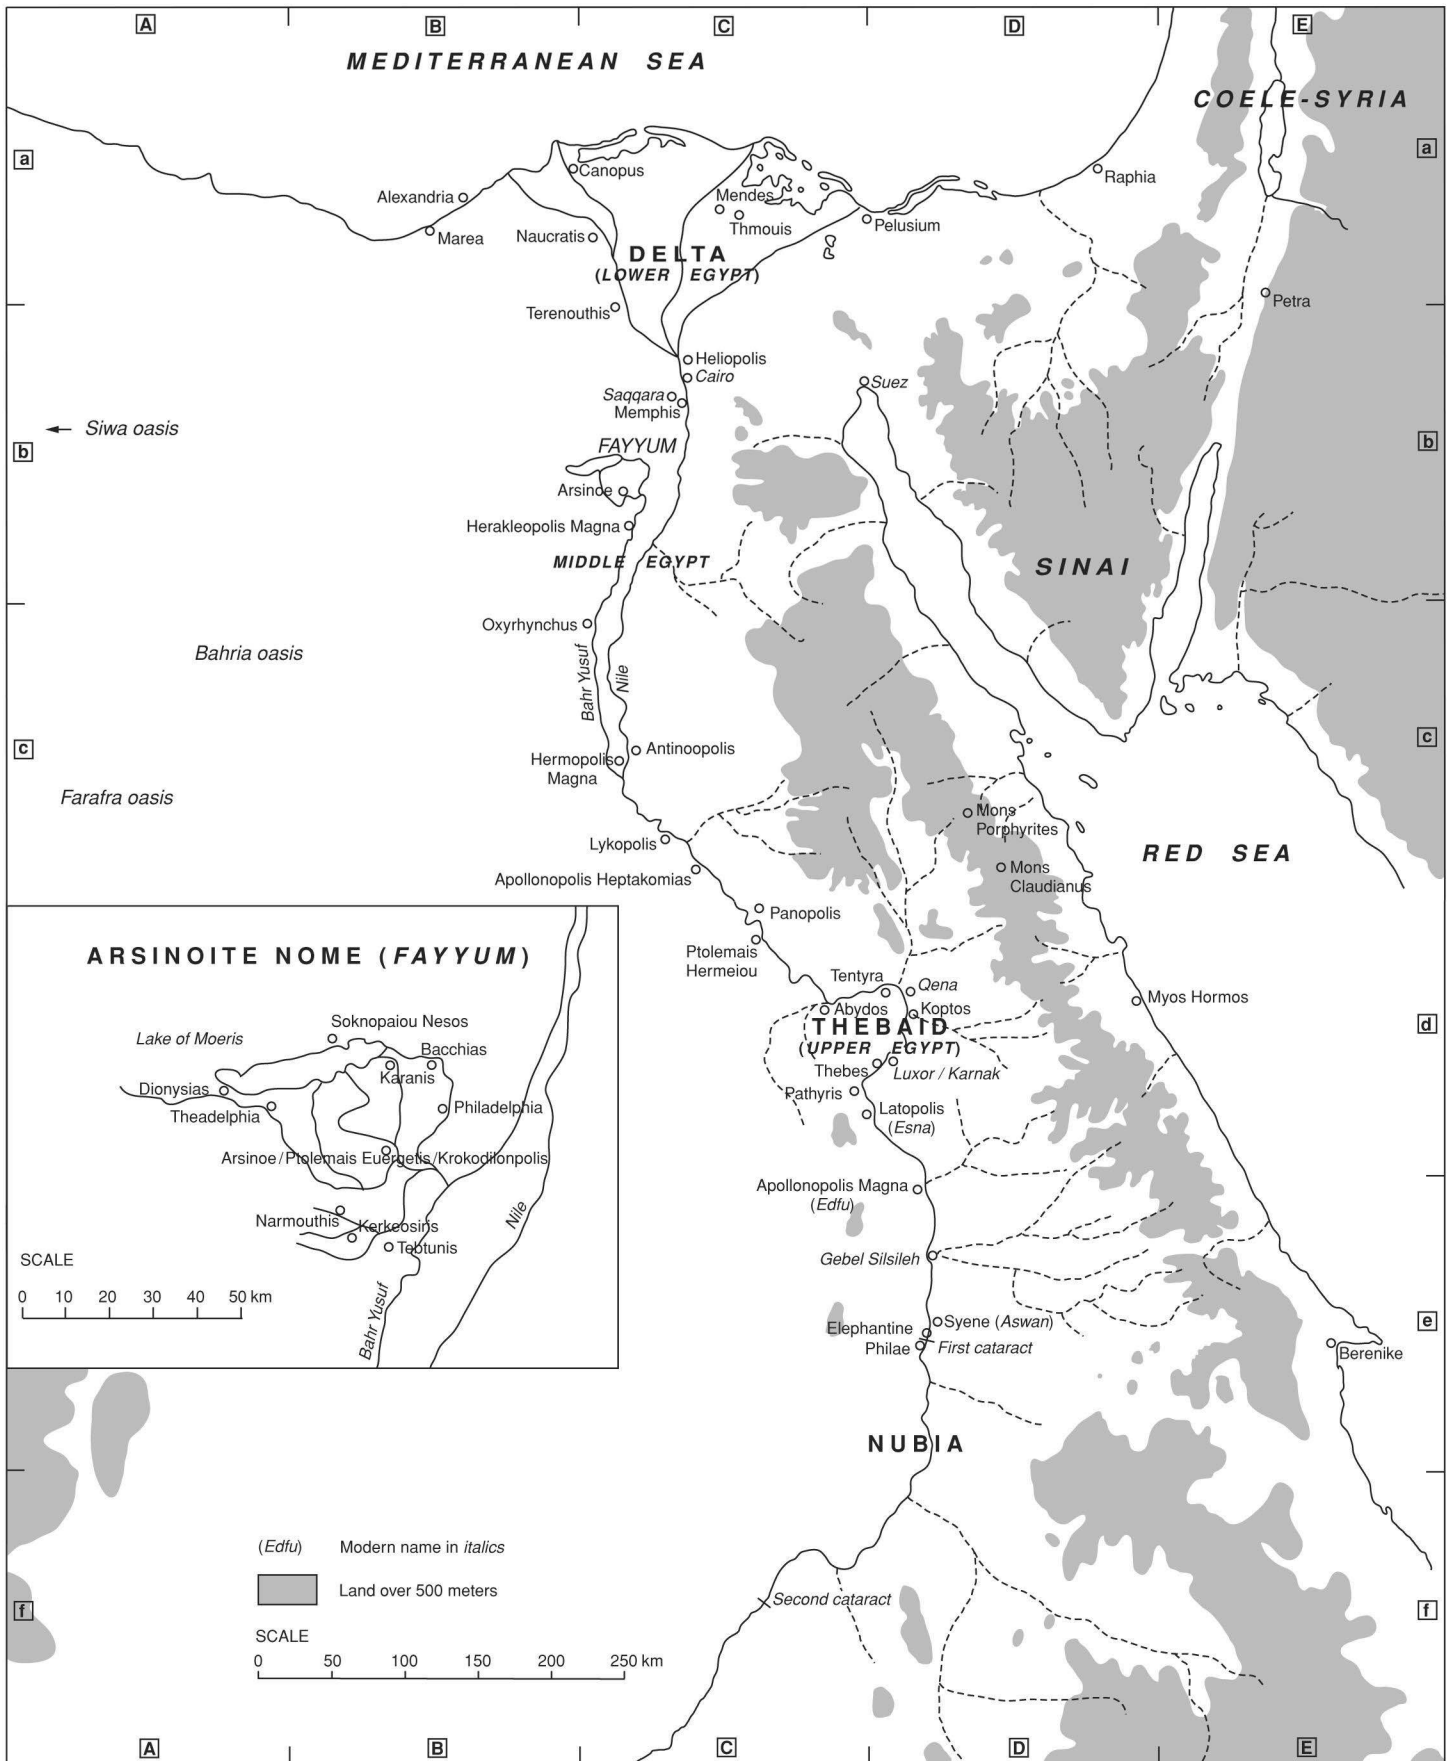 A B C D E
MEDITERRANEAN SEA
COELE-SYRIA
a a
Canopus
Raphia
Alexandria
Mendes
Marea
Naucratis
Thmouis
Pelusium
DELTA
(LOWER EGYPT)
Petra
Terenouthis
Heliopolis
Cairo
Suez
Saqqara
Memphis
Siwa oasis
b b
FAYYUM
Arsinoe
Herakleopolis Magna
MIDDLE EGYPT
SINAI
Oxyrhynchus
Bahria oasis
Bahr Yusuf
Nile
c c
Antinoopolis
Hermopolis
Magna
Farafra oasis
Mons
Porphyrites
Lykopolis
RED SEA
Mons
Claudianus
Apollonopolis Heptakomias
Panopolis
Ptolemais
Hermeiou
Tentyra
Qena
Myos Hormos
Abydos
Koptos
d
THEBAID
(UPPER EGYPT)
Thebes
Luxor / Karnak
Pathyris
Latopolis
(Esna)
Apollonopolis Magna
(Edfu)
Gebel Silsileh
Syene (Aswan)
e
Elephantine
Philae
First cataract
Berenike
NUBIA
ARSINOITE NOME (FAYYUM)
Soknopaiou Nesos
Lake of Moeris
Bacchias
Karanis
Dionysias
Theadelphia
Philadelphia
Arsinoe/Ptolemais Euergetis/Krokodilonpolis
Narmouthis
Kerkeosiris
Tebtunis
Nile
Bahr Yusuf
SCALE
0 10 20 30 40 50 km
(Edfu) Modern name in italics
Land over 500 meters
f f
Second cataract
SCALE
0 50 100 150 200 250 km
A B C D E